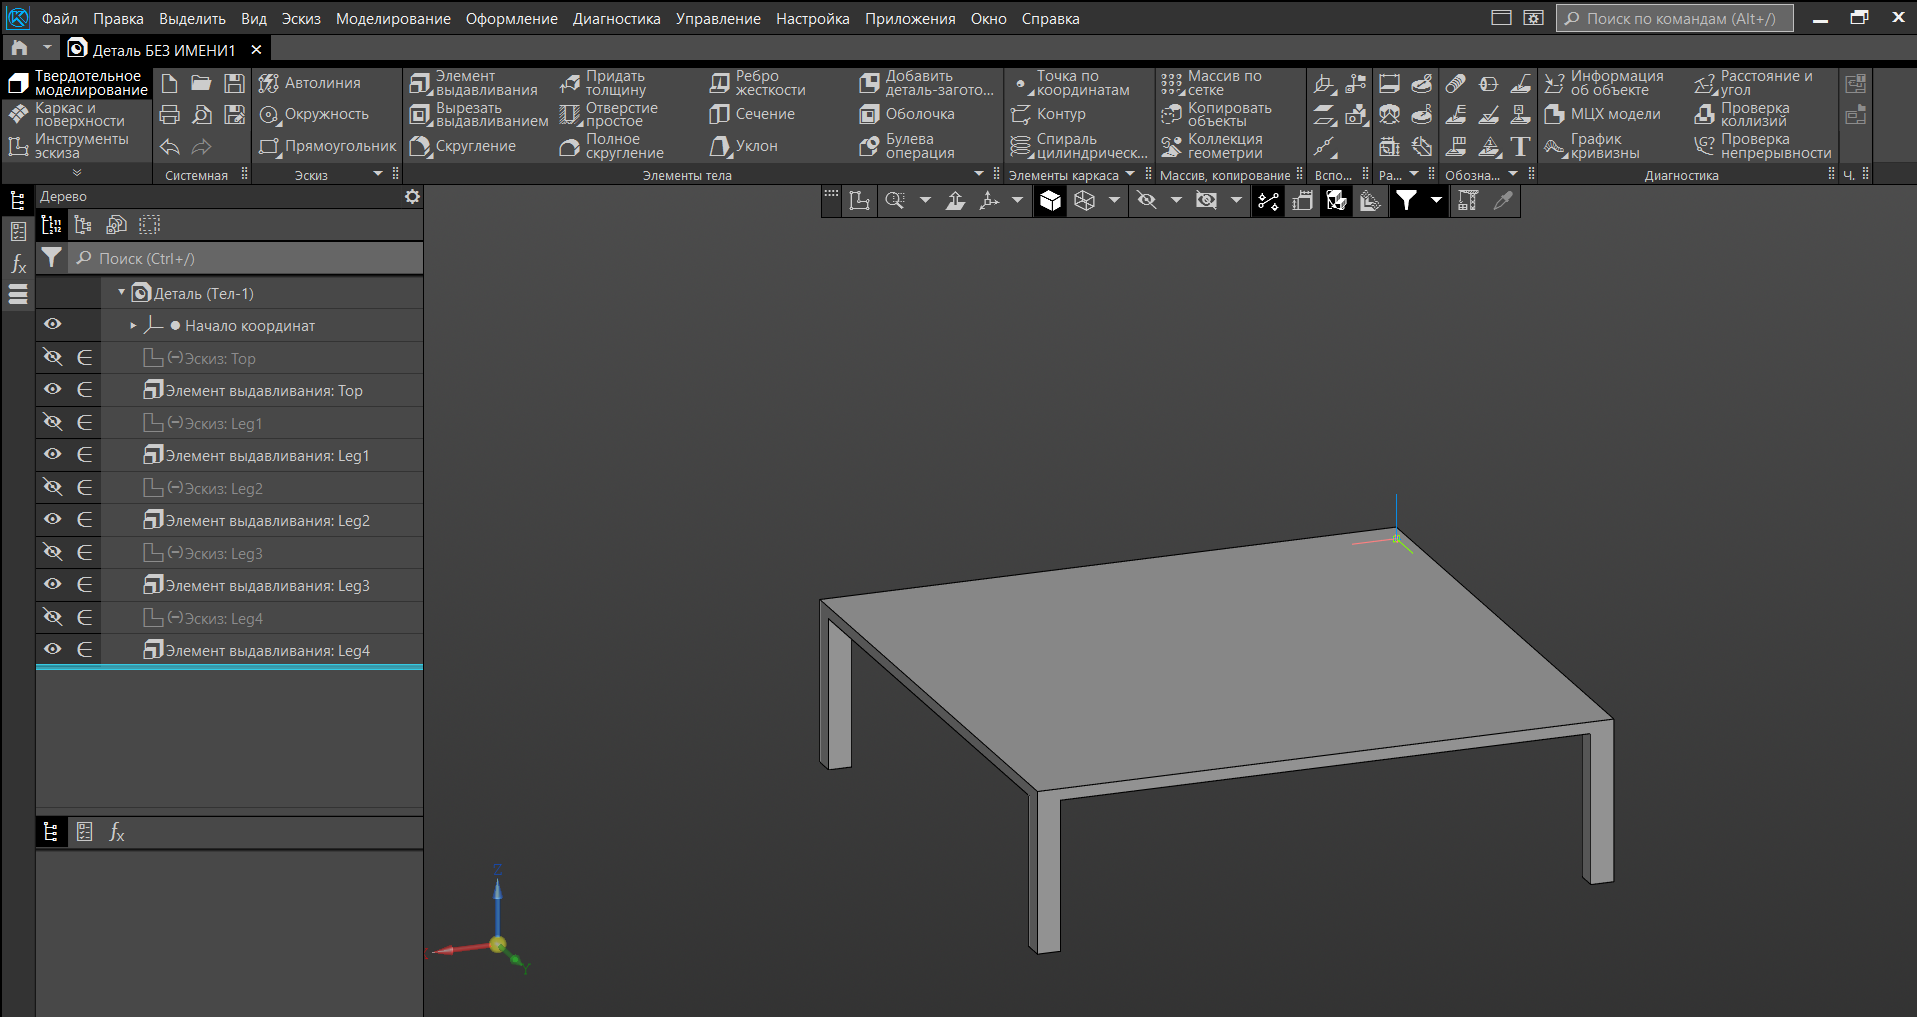 Файл Правка Выделить Вид Эскиз Моделирование Оформление Диагностика Управление Настройка Приложения Окно Справка
Поиск по командам (Alt+/)
Деталь БЕЗ ИМЕНИ1
Твердотельное
моделирование
Каркас и
поверхности
Инструменты
эскиза
Системная
Автолиния
Окружность
Прямоугольник
Эскиз
Элемент
выдавливания
Вырезать
выдавливанием
Скругление
Придать
толщину
Отверстие
простое
Полное
скругление
Ребро
жесткости
Сечение
Уклон
Добавить
деталь-загото...
Оболочка
Булева
операция
Элементы тела
Точка по
координатам
Контур
Спираль
цилиндрическ...
Элементы каркаса
Массив по
сетке
Копировать
объекты
Коллекция
геометрии
Массив, копирование
Вспо...
Ра...
Обозна...
Информация
об объекте
МЦХ модели
График
кривизны
Расстояние и
угол
Проверка
коллизий
Проверка
непрерывности
Диагностика
Ч.
Дерево
Поиск (Ctrl+/)
Деталь (Тел-1)
Начало координат
(−)Эскиз: Top
Элемент выдавливания: Top
(−)Эскиз: Leg1
Элемент выдавливания: Leg1
(−)Эскиз: Leg2
Элемент выдавливания: Leg2
(−)Эскиз: Leg3
Элемент выдавливания: Leg3
(−)Эскиз: Leg4
Элемент выдавливания: Leg4
Z
X
Y